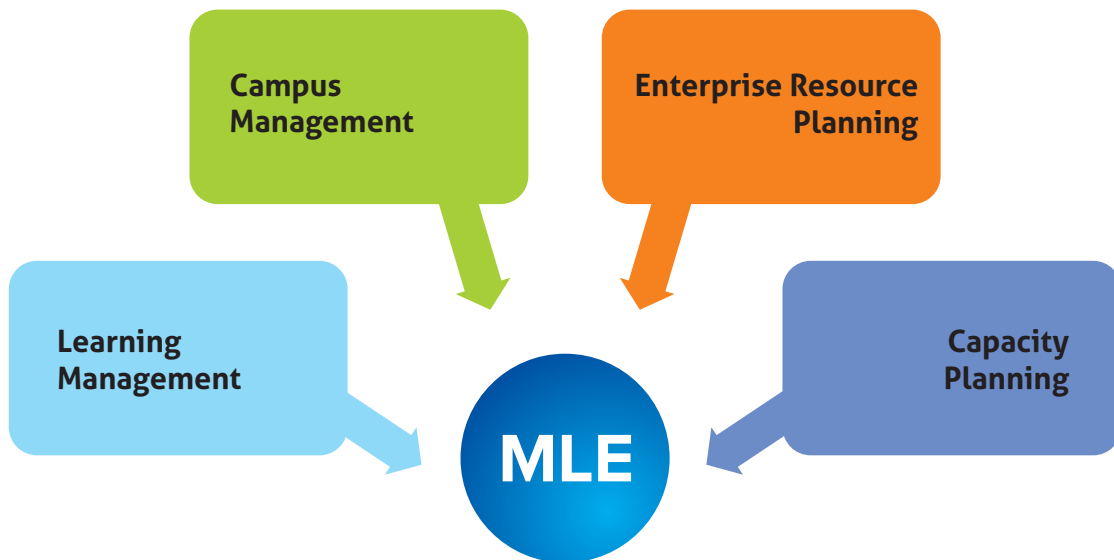 Campus
Management
Enterprise Resource
Planning
Learning
Management
Capacity
Planning
MLE